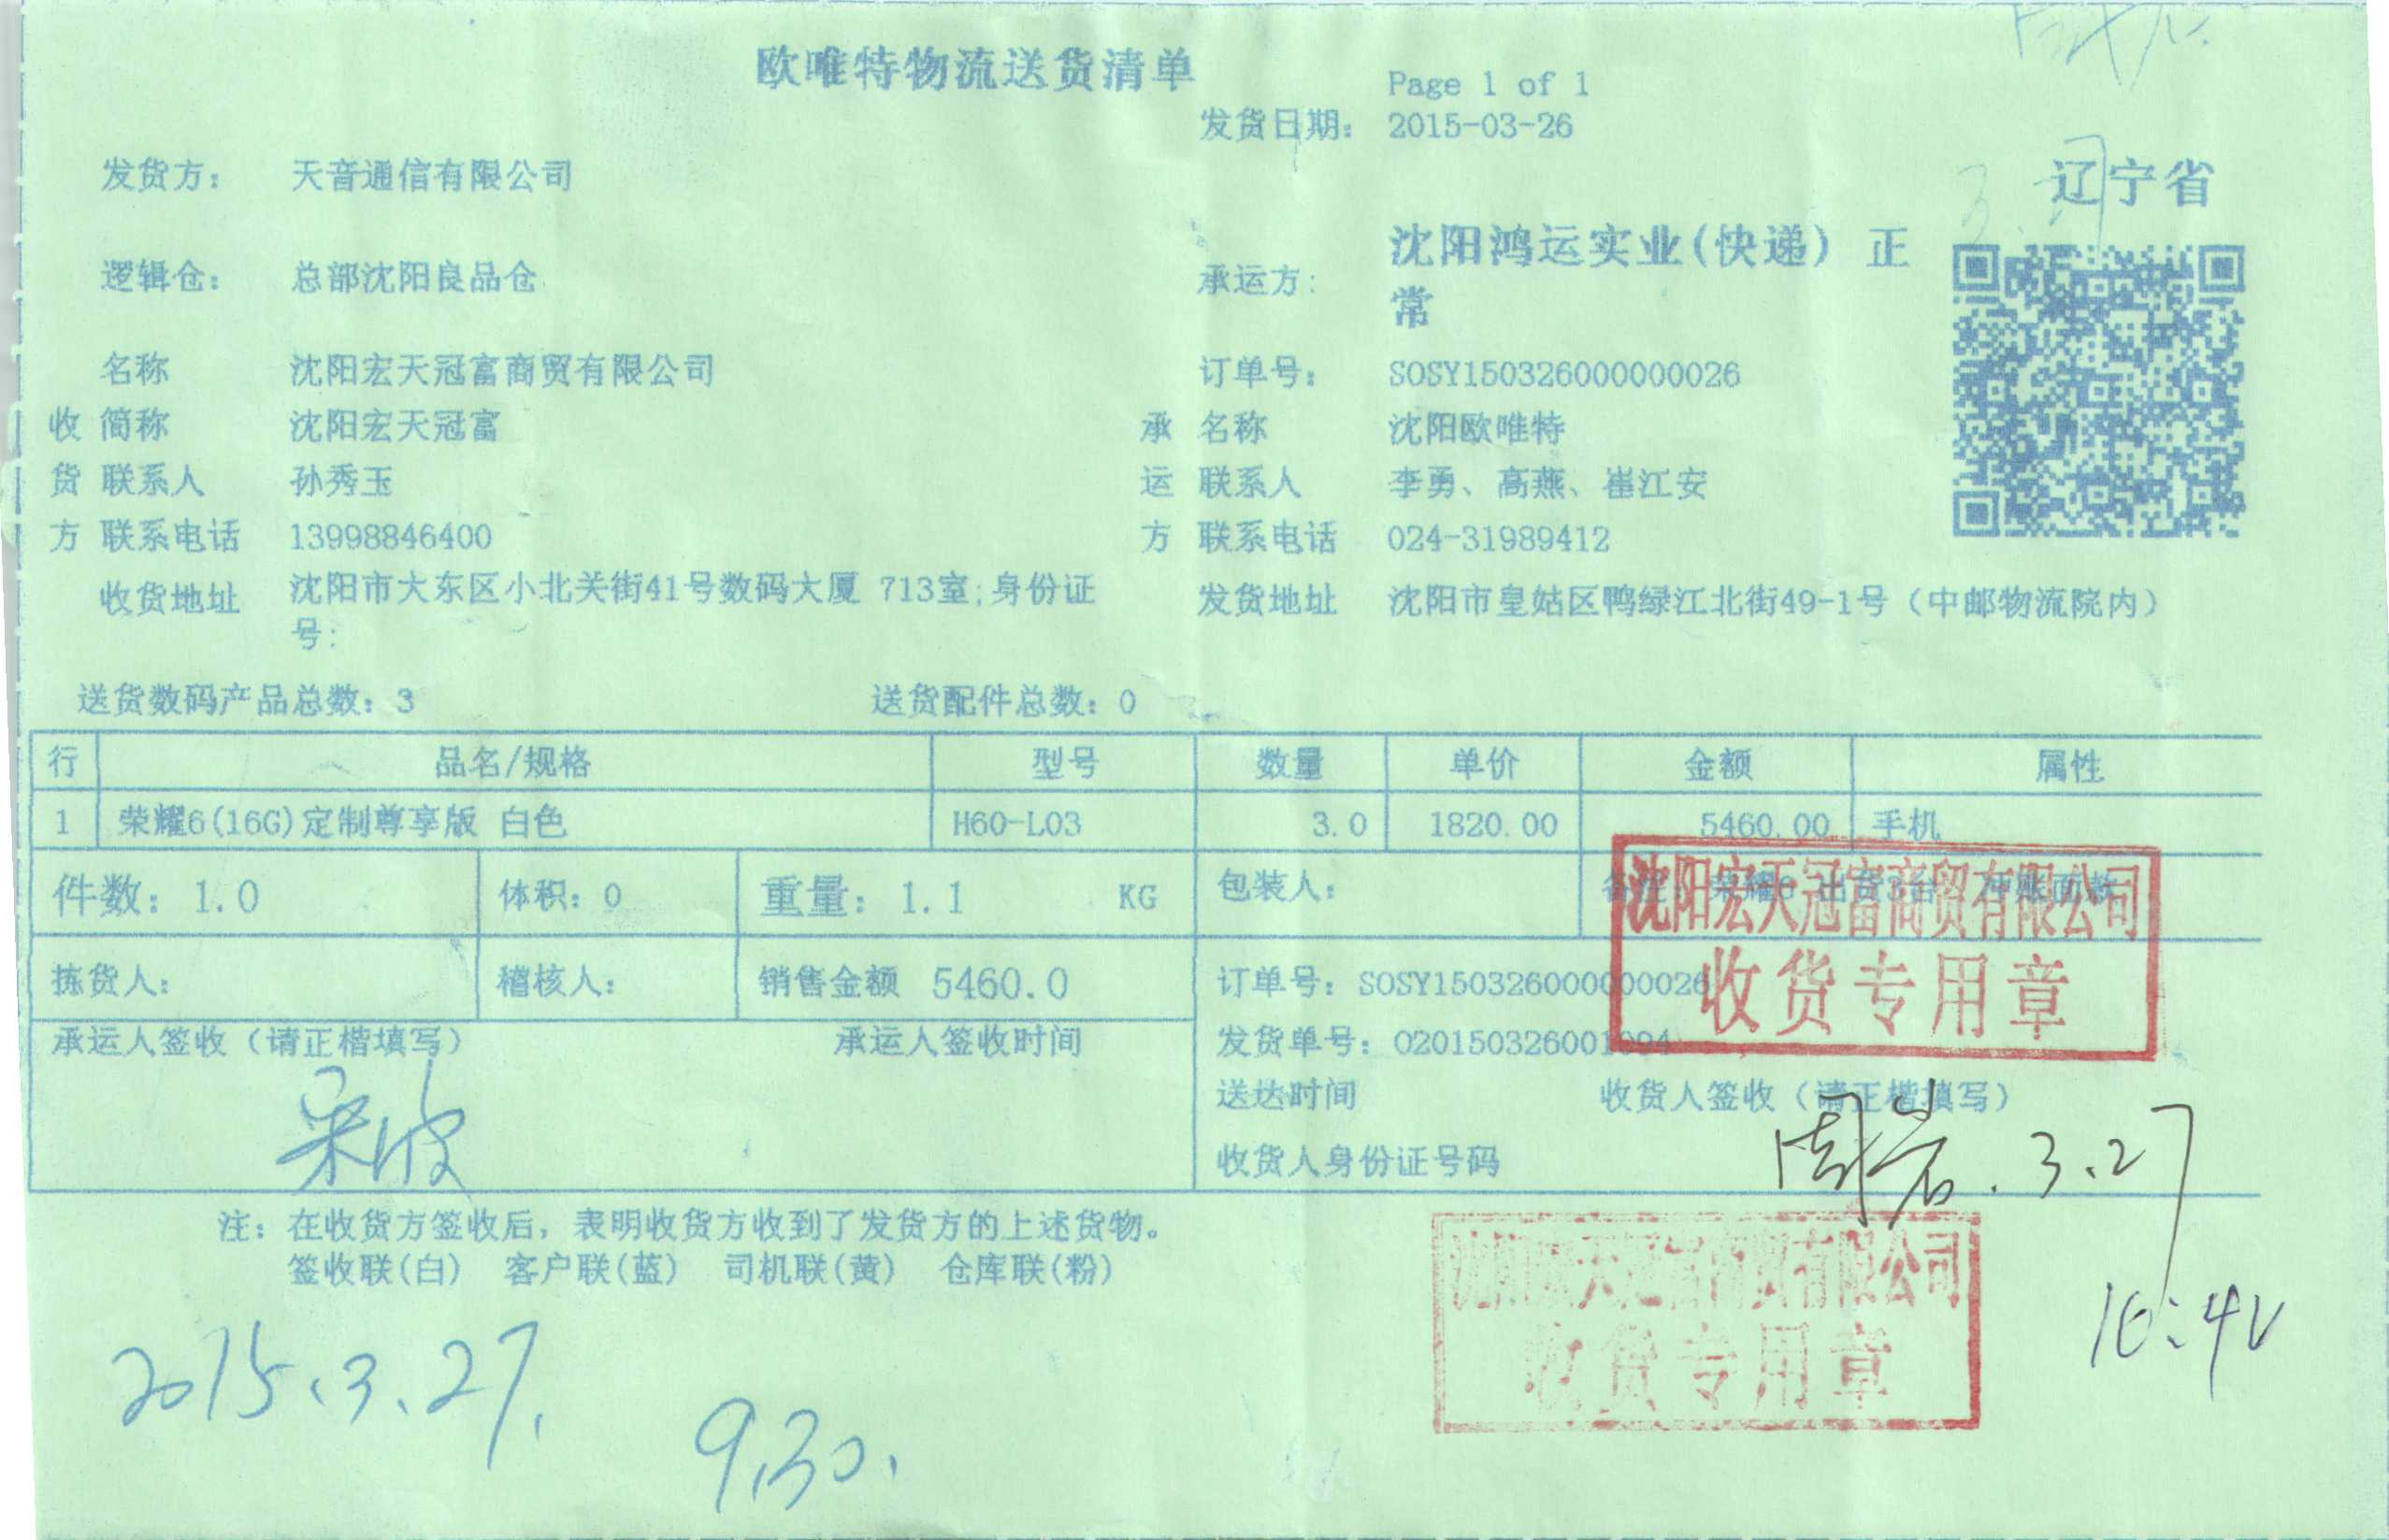 欧唯特物流送货清单
Page 1 of 1
发货日期: 2015-03-26
发货方: 天音通信有限公司
辽宁省
逻辑仓: 总部沈阳良品仓
承运方: 沈阳鸿运实业(快递) 正
常
名称 沈阳宏天冠富商贸有限公司 订单号: SOSY150326000000026
收 简称 沈阳宏天冠富 承 名称 沈阳欧唯特
货 联系人 孙秀玉 运 联系人 李勇、高燕、崔江安
方 联系电话 13998846400 方 联系电话 024-31989412
收货地址 沈阳市大东区小北关街41号数码大厦 713室;身份证 发货地址 沈阳市皇姑区鸭绿江北街49-1号（中邮物流院内）
号:
送货数码产品总数: 3 送货配件总数: 0
行 品名/规格 型号 数量 单价 金额 属性
1 荣耀6(16G)定制尊享版 白色 H60-L03 3.0 1820.00 5460.00 手机
件数: 1.0 体积: 0 重量: 1.1 KG 包装人: 备注: 荣耀6 出货3台
沈阳宏天冠富商贸有限公司
收货专用章
拣货人: 稽核人: 销售金额 5460.0 订单号: SOSY150326000000026
承运人签收（请正楷填写） 承运人签收时间 发货单号: O20150326001094
送达时间 收货人签收（请正楷填写）
宋波
周岩.3.27
收货人身份证号码
注: 在收货方签收后, 表明收货方收到了发货方的上述货物。
签收联(白) 客户联(蓝) 司机联(黄) 仓库联(粉)
有限公司
收货专用章
2015.3.27.
9.30.